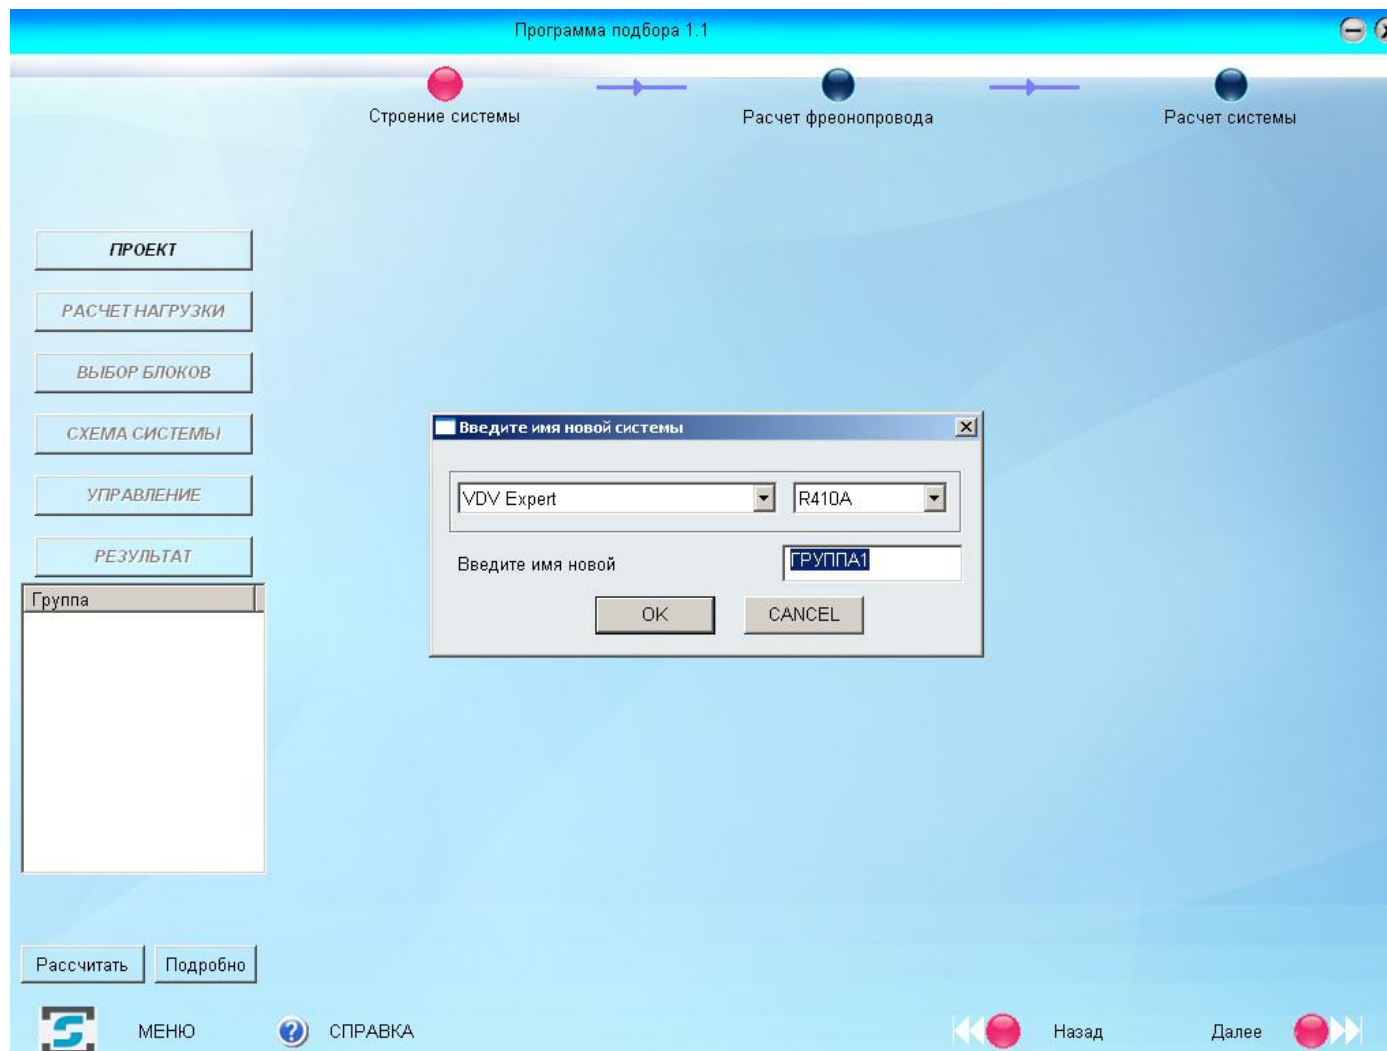 Программа подбора 1.1
Строение системы
Расчет фреонопровода
Расчет системы
ПРОЕКТ
РАСЧЕТ НАГРУЗКИ
ВЫБОР БЛОКОВ
СХЕМА СИСТЕМЫ
УПРАВЛЕНИЕ
РЕЗУЛЬТАТ
Группа
Введите имя новой системы
VDV Expert
R410A
Введите имя новой
ГРУППА1
OK
CANCEL
Рассчитать
Подробно
МЕНЮ
СПРАВКА
Назад
Далее